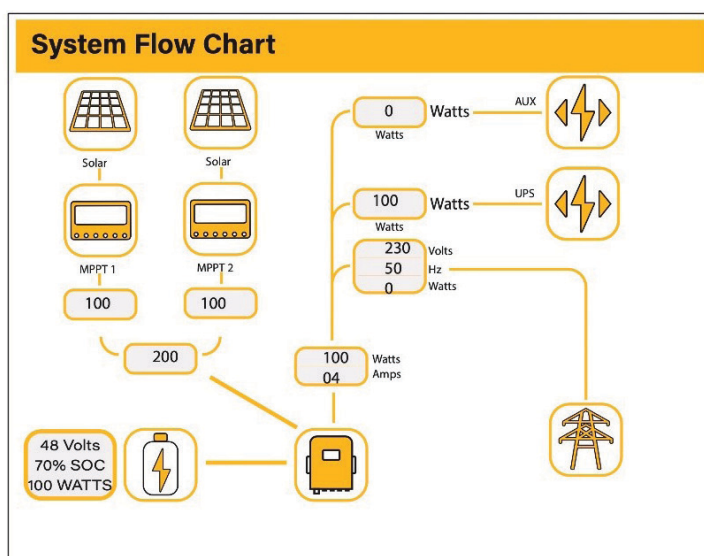 System Flow Chart
Solar
Solar
MPPT 1
MPPT 2
100
100
200
0 Watts
Watts
AUX
100 Watts
Watts
UPS
230 Volts
50 Hz
0 Watts
100 Watts
04 Amps
48 Volts
70% SOC
100 WATTS